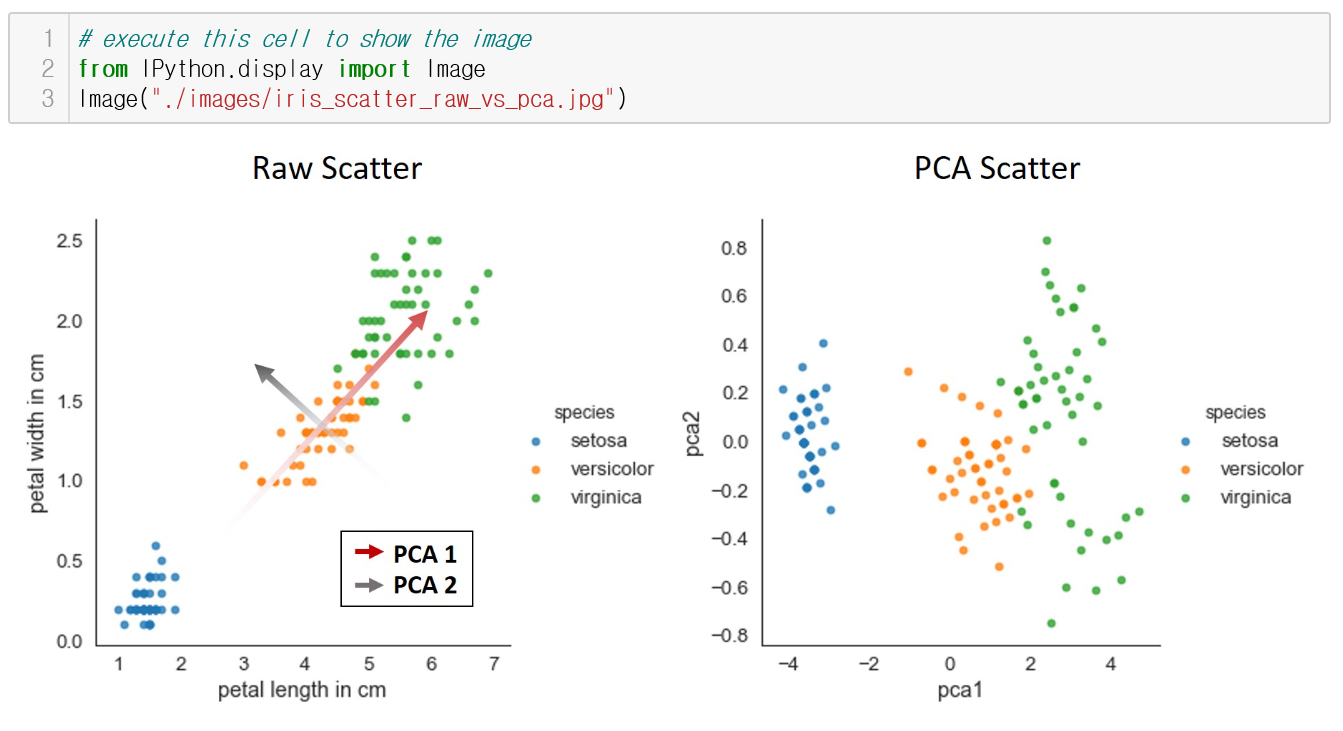 1 # execute this cell to show the image
2 from IPython.display import Image
3 Image("./images/iris_scatter_raw_vs_pca.jpg")
Raw Scatter
2.5
2.0
1.5
1.0
0.5
0.0
petal width in cm
1 2 3 4 5 6 7
petal length in cm
PCA 1
PCA 2
species
setosa
versicolor
virginica
PCA Scatter
0.8
0.6
0.4
0.2
0.0
−0.2
−0.4
−0.6
−0.8
pca2
−4 −2 0 2 4
pca1
species
setosa
versicolor
virginica